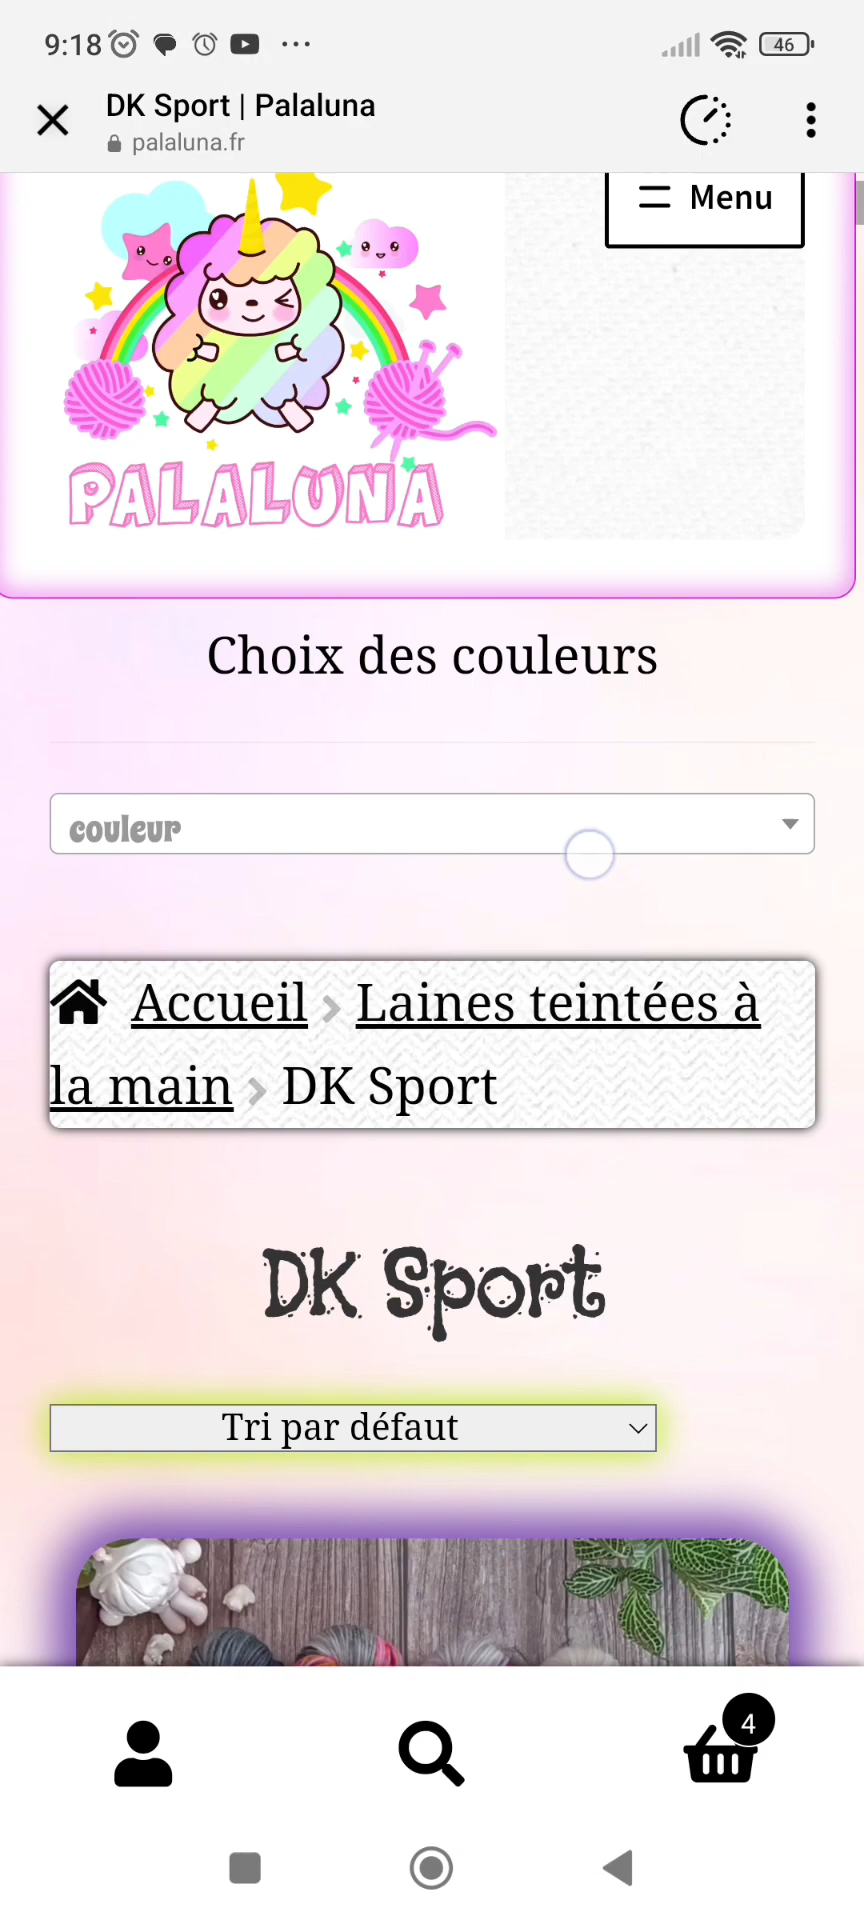 9:18
46
DK Sport | Palaluna
palaluna.fr
Menu
PALALUNA
Choix des couleurs
couleur
Accueil > Laines teintées à
la main > DK Sport
DK Sport
Tri par défaut
4